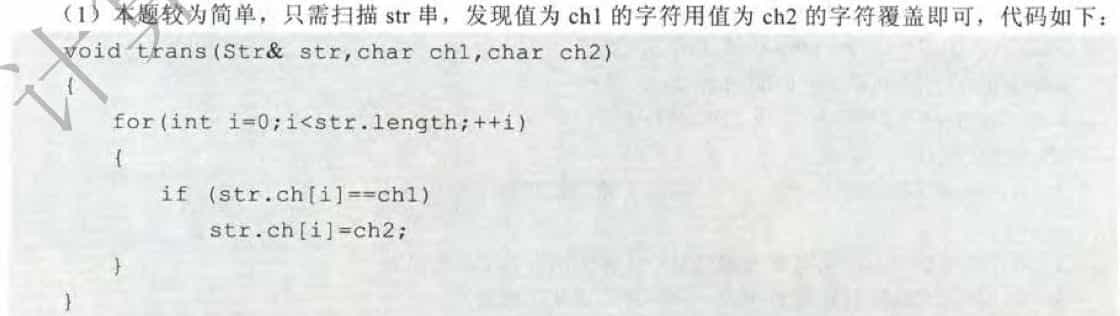 （1）本题较为简单，只需扫描 str 串，发现值为 ch1 的字符用值为 ch2 的字符覆盖即可，代码如下：
void trans(Str& str,char ch1,char ch2)
{
for(int i=0;i<str.length;++i)
{
if (str.ch[i]==ch1)
str.ch[i]=ch2;
}
}